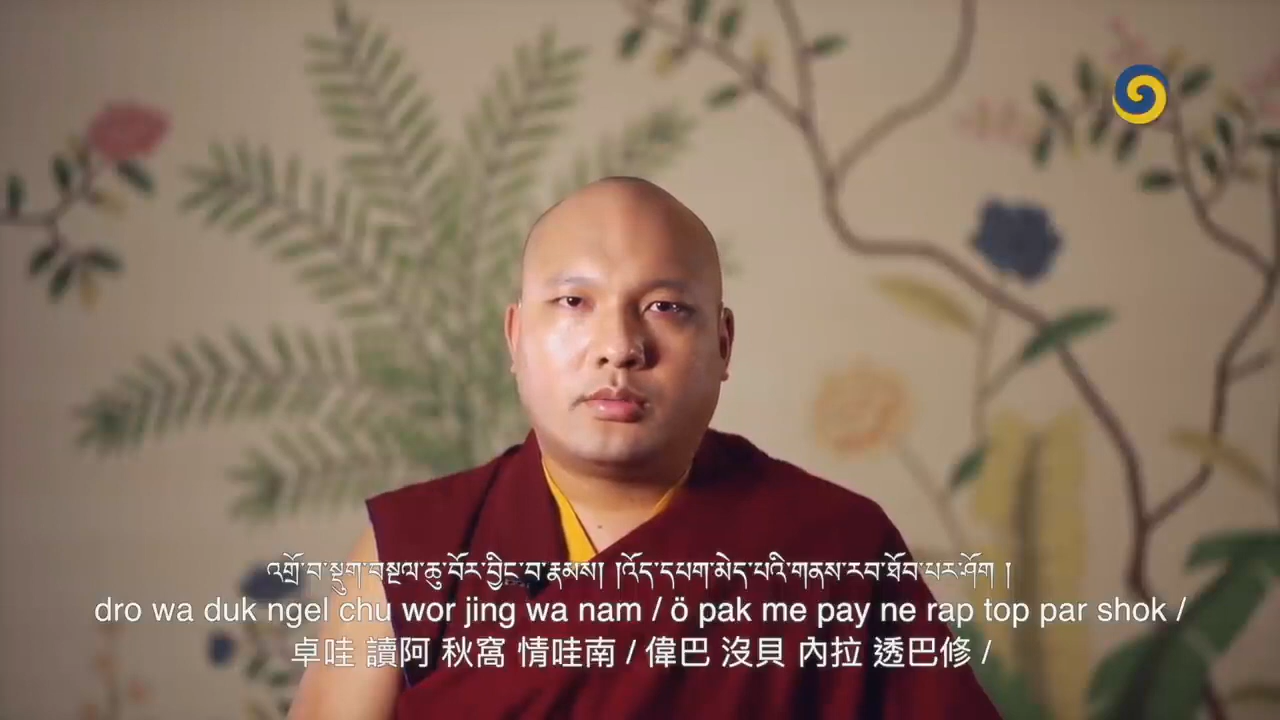 འགྲོ་བ་སྡུག་བསྔལ་ཆུ་བོར་བྱིང་བ་རྣམས། །འོད་དཔག་མེད་པའི་གནས་རབ་ཐོབ་པར་ཤོག །
dro wa duk ngel chu wor jing wa nam / ö pak me pay ne rap top par shok /
卓哇 讀阿 秋窩 情哇南 / 偉巴 沒貝 內拉 透巴修 /